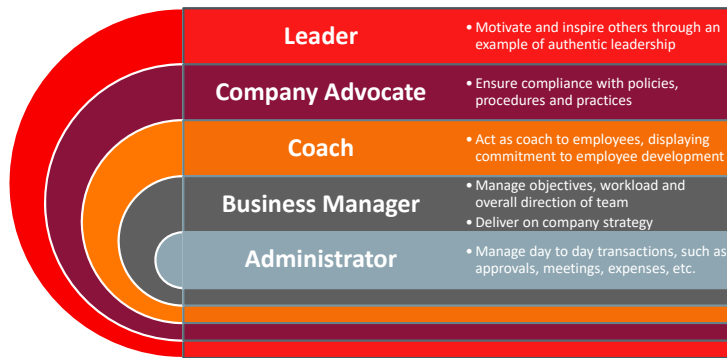 Leader
• Motivate and inspire others through an
example of authentic leadership
Company Advocate
• Ensure compliance with policies,
procedures and practices
Coach
• Act as coach to employees, displaying
commitment to employee development
Business Manager
• Manage objectives, workload and
overall direction of team
• Deliver on company strategy
Administrator
• Manage day to day transactions, such as
approvals, meetings, expenses, etc.